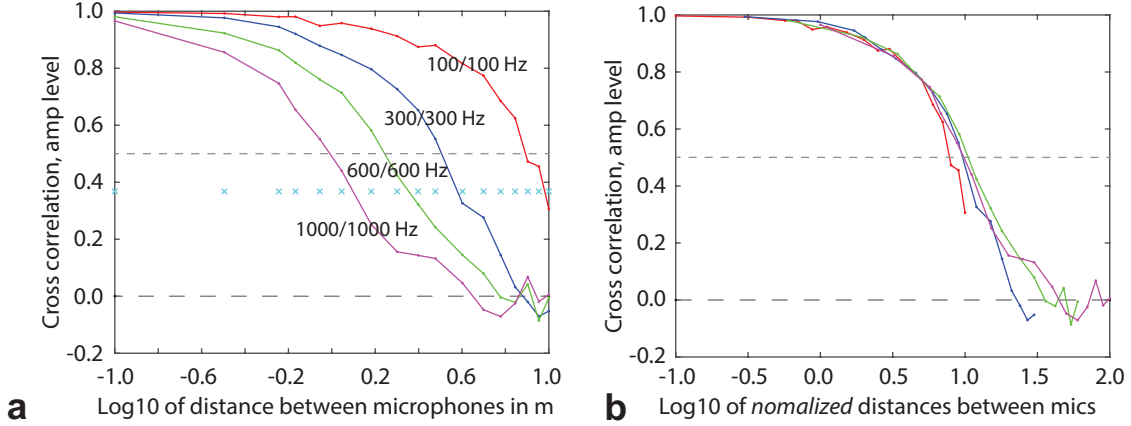 Cross correlation, amp level
1.0
0.8
0.6
0.4
0.2
0.0
-0.2
100/100 Hz
300/300 Hz
600/600 Hz
1000/1000 Hz
-1.0 -0.6 -0.2 0.2 0.6 1.0
a Log10 of distance between microphones in m
Cross correlation, amp level
1.0
0.8
0.6
0.4
0.2
0.0
-0.2
-1.0 -0.5 0.0 0.5 1.0 1.5 2.0
b Log10 of nomalized distances between mics